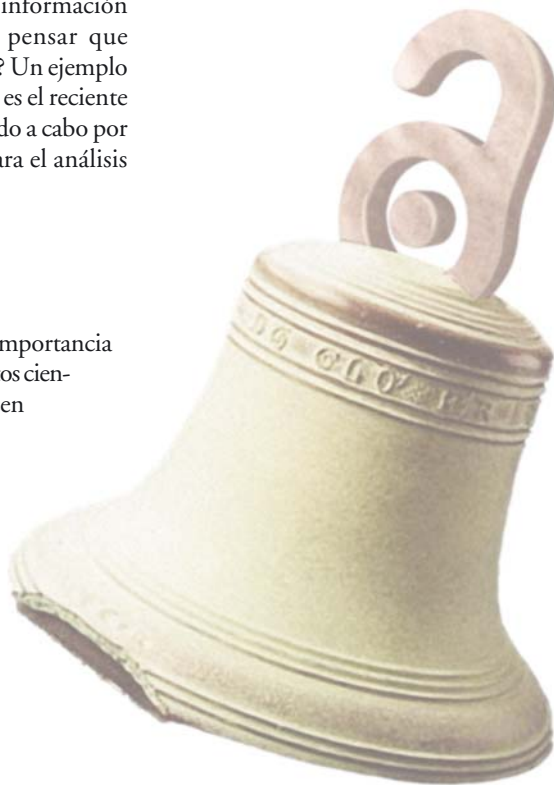 información
pensar que
? Un ejemplo
es el reciente
do a cabo por
ra el análisis
mportancia
os cien-
en